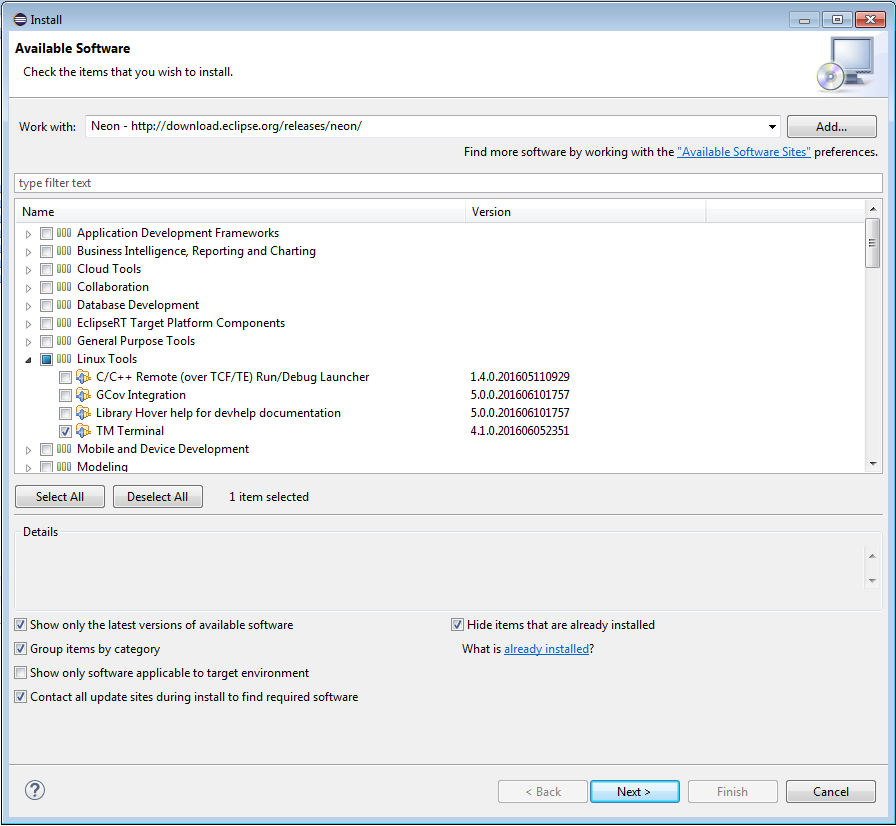 Install
Available Software
Check the items that you wish to install.
Work with: Neon - http://download.eclipse.org/releases/neon/ Add...
Find more software by working with the "Available Software Sites" preferences.
type filter text
Name Version
Application Development Frameworks
Business Intelligence, Reporting and Charting
Cloud Tools
Collaboration
Database Development
EclipseRT Target Platform Components
General Purpose Tools
Linux Tools
C/C++ Remote (over TCF/TE) Run/Debug Launcher 1.4.0.201605110929
GCov Integration 5.0.0.201606101757
Library Hover help for devhelp documentation 5.0.0.201606101757
TM Terminal 4.1.0.201606052351
Mobile and Device Development
Modeling
Select All Deselect All 1 item selected
Details
Show only the latest versions of available software Hide items that are already installed
Group items by category What is already installed?
Show only software applicable to target environment
Contact all update sites during install to find required software
? < Back Next > Finish Cancel